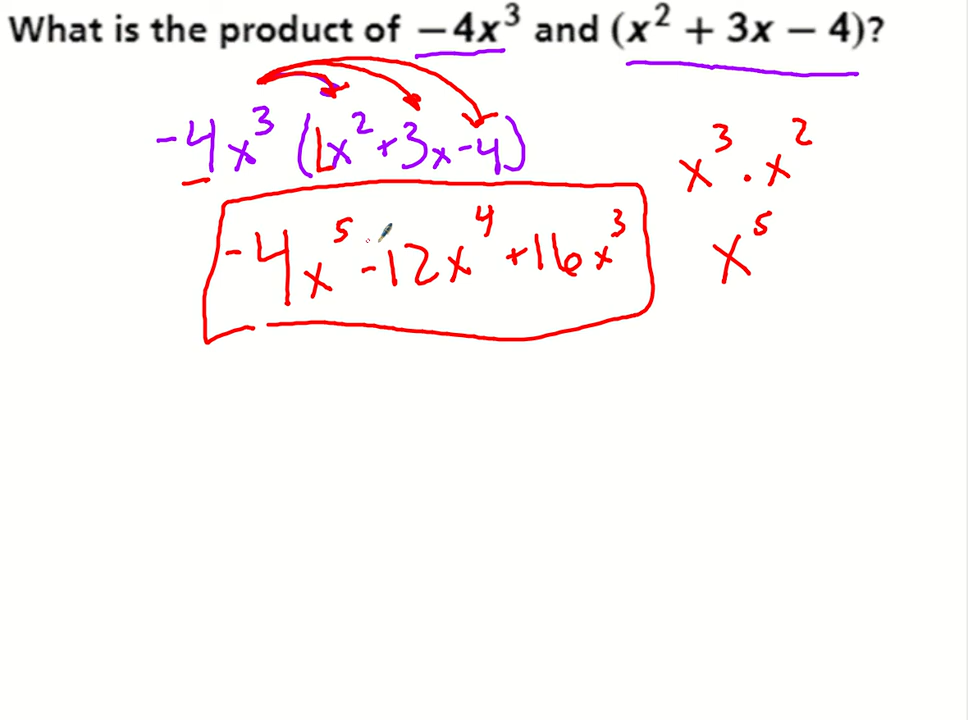 What is the product of −4x³ and (x² + 3x − 4)?
-4x³ (1x²+3x-4)
x³ · x²
-4x⁵ -12x⁴ +16x³
x⁵